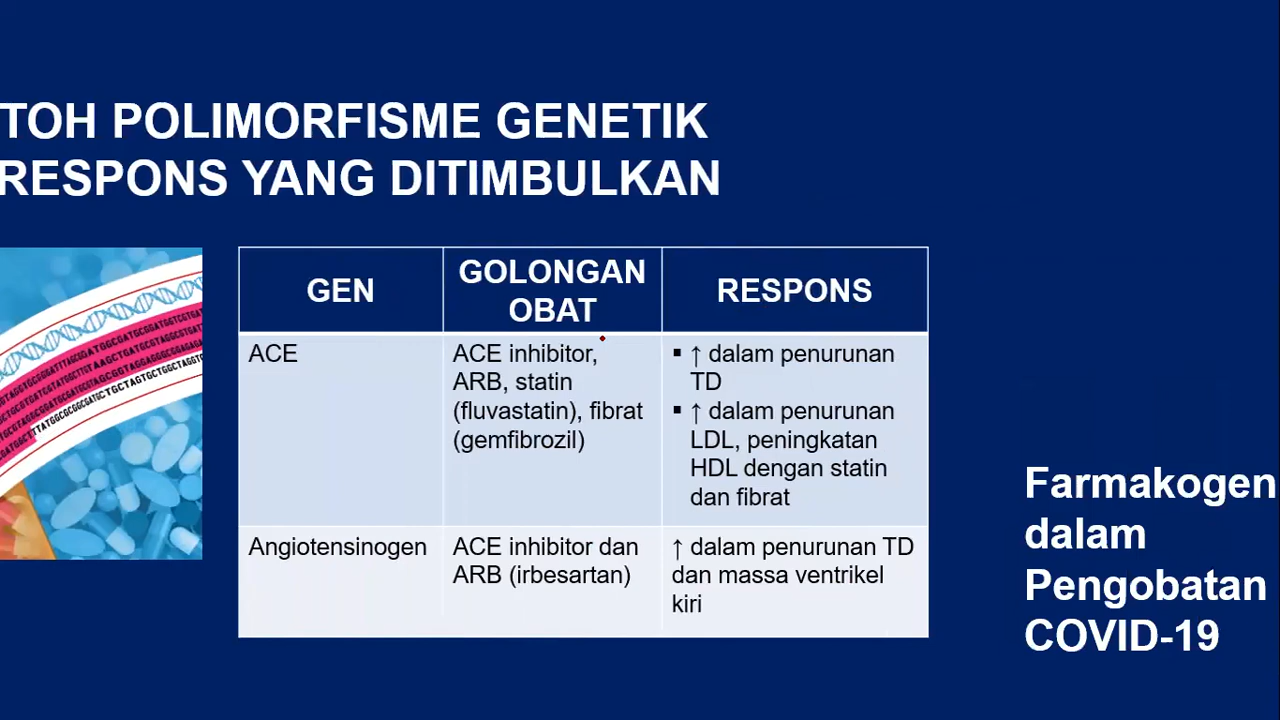 TOH POLIMORFISME GENETIK
RESPONS YANG DITIMBULKAN
GEN
GOLONGAN
OBAT
RESPONS
ACE
ACE inhibitor,
ARB, statin
(fluvastatin), fibrat
(gemfibrozil)
▪ ↑ dalam penurunan
TD
▪ ↑ dalam penurunan
LDL, peningkatan
HDL dengan statin
dan fibrat
Angiotensinogen
ACE inhibitor dan
ARB (irbesartan)
↑ dalam penurunan TD
dan massa ventrikel
kiri
Farmakogen
dalam
Pengobatan
COVID-19